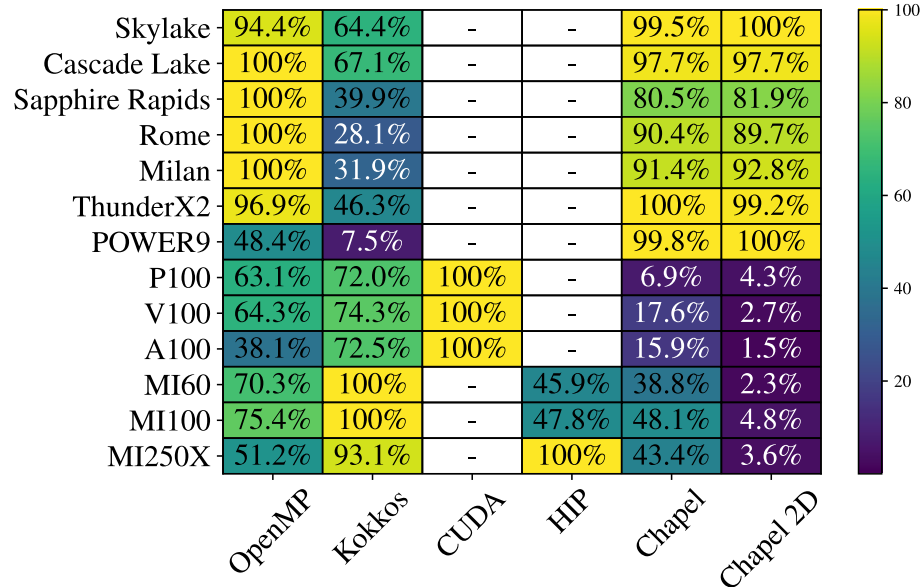 Skylake 94.4% 64.4% - - 99.5% 100%
Cascade Lake 100% 67.1% - - 97.7% 97.7%
Sapphire Rapids 100% 39.9% - - 80.5% 81.9%
Rome 100% 28.1% - - 90.4% 89.7%
Milan 100% 31.9% - - 91.4% 92.8%
ThunderX2 96.9% 46.3% - - 100% 99.2%
POWER9 48.4% 7.5% - - 99.8% 100%
P100 63.1% 72.0% 100% - 6.9% 4.3%
V100 64.3% 74.3% 100% - 17.6% 2.7%
A100 38.1% 72.5% 100% - 15.9% 1.5%
MI60 70.3% 100% - 45.9% 38.8% 2.3%
MI100 75.4% 100% - 47.8% 48.1% 4.8%
MI250X 51.2% 93.1% - 100% 43.4% 3.6%
OpenMP Kokkos CUDA HIP Chapel Chapel 2D
100
80
60
40
20